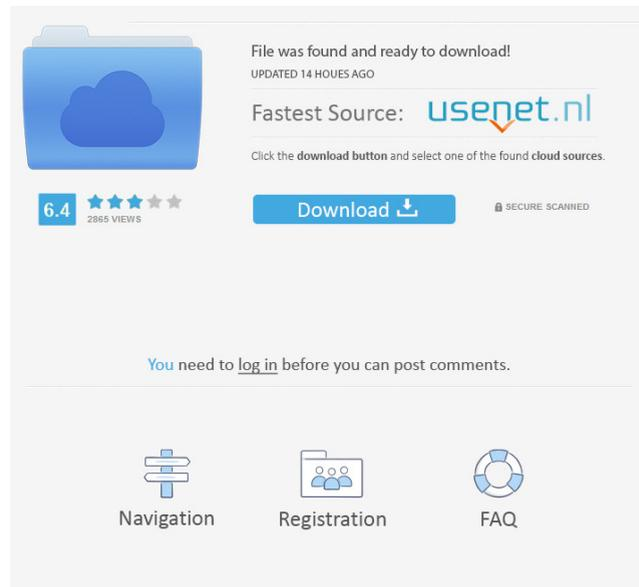 File was found and ready to download!
UPDATED 14 HOUES AGO
Fastest Source: usenet.nl
Click the download button and select one of the found cloud sources.
6.4
2865 VIEWS
Download
SECURE SCANNED
You need to log in before you can post comments.
Navigation
Registration
FAQ